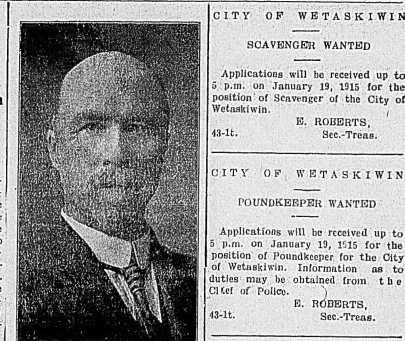 CITY OF WETASKIWIN
SCAVENGER WANTED
Applications will be received up to
5 p.m. on January 19, 1915 for the
position of Scavenger of the City of
Wetaskiwin.
E. ROBERTS,
43-1t. Sec.-Treas.
CITY OF WETASKIWIN
POUNDKEEPER WANTED
Applications will be received up to
5 p.m. on January 19, 1915 for the
position of Poundkeeper for the City
of Wetaskiwin. Information as to
duties may be obtained from the
Chief of Police.
E. ROBERTS,
43-1t. Sec.-Treas.